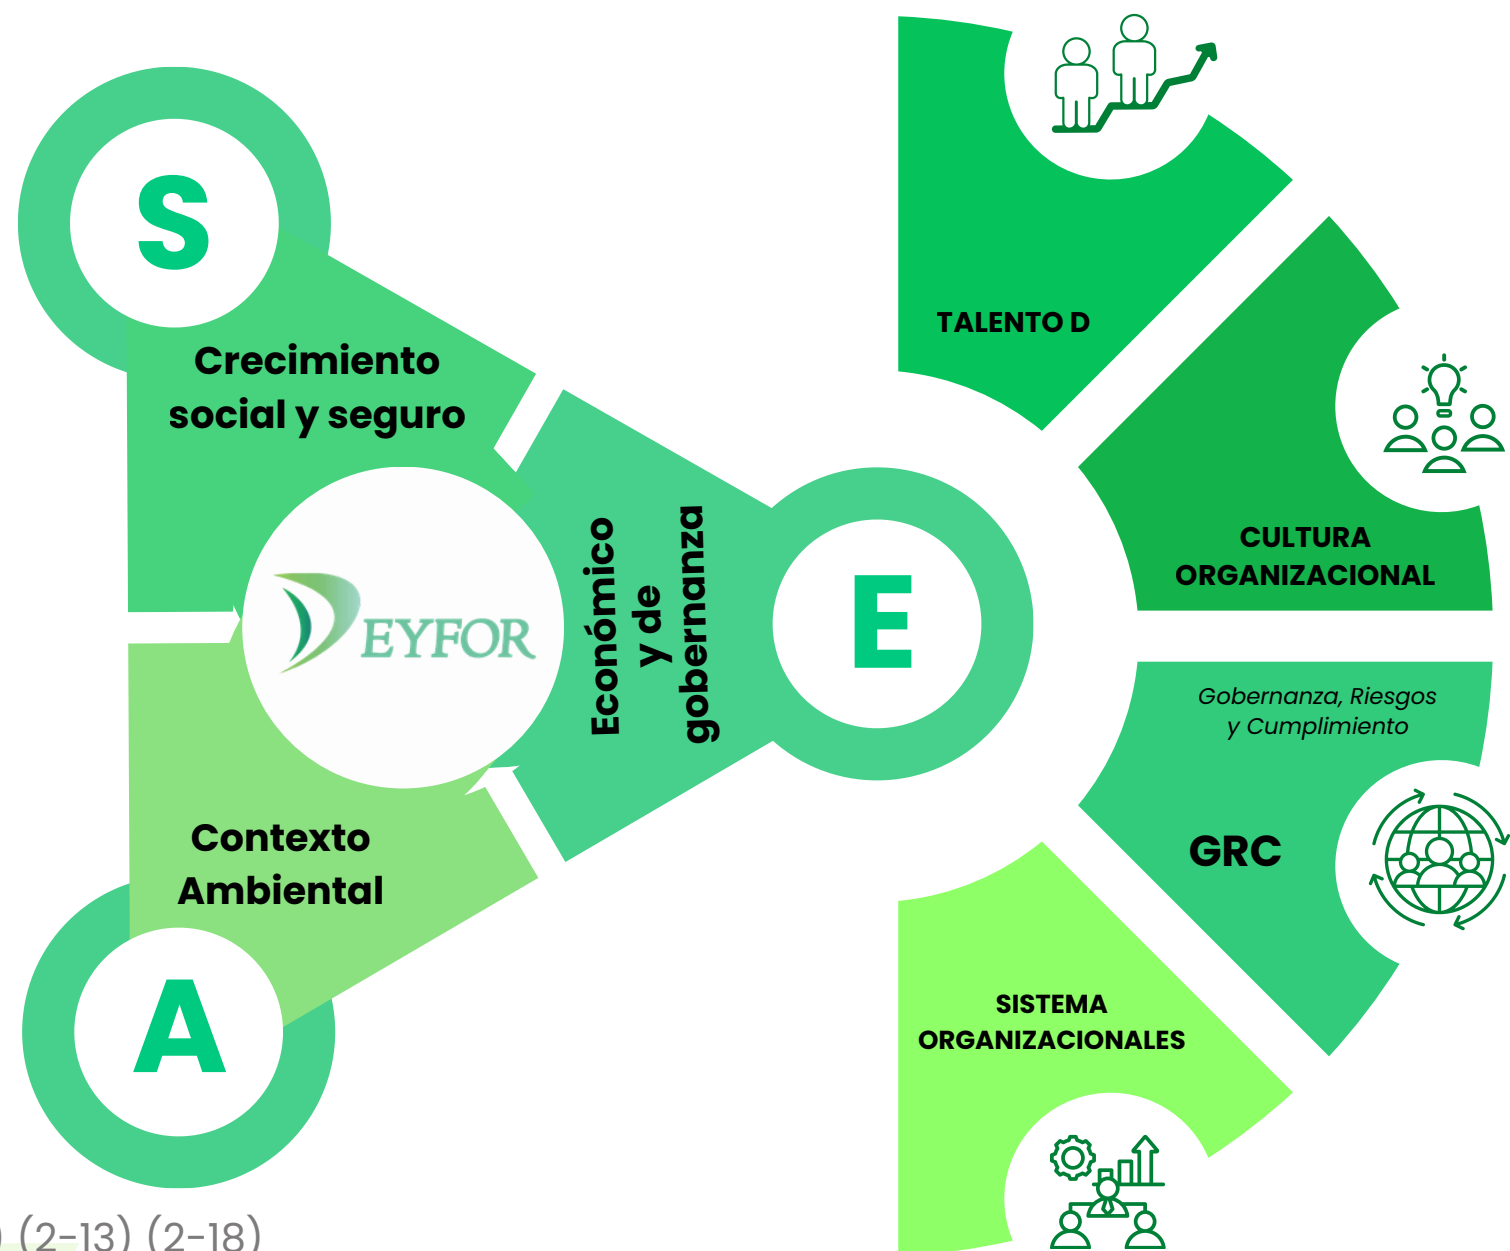 S
Crecimiento
social y seguro
DEYFOR
Económico
y de
gobernanza
E
Contexto
Ambiental
A
TALENTO D
CULTURA
ORGANIZACIONAL
Gobernanza, Riesgos
y Cumplimiento
GRC
SISTEMA
ORGANIZACIONALES
) (2-13) (2-18)